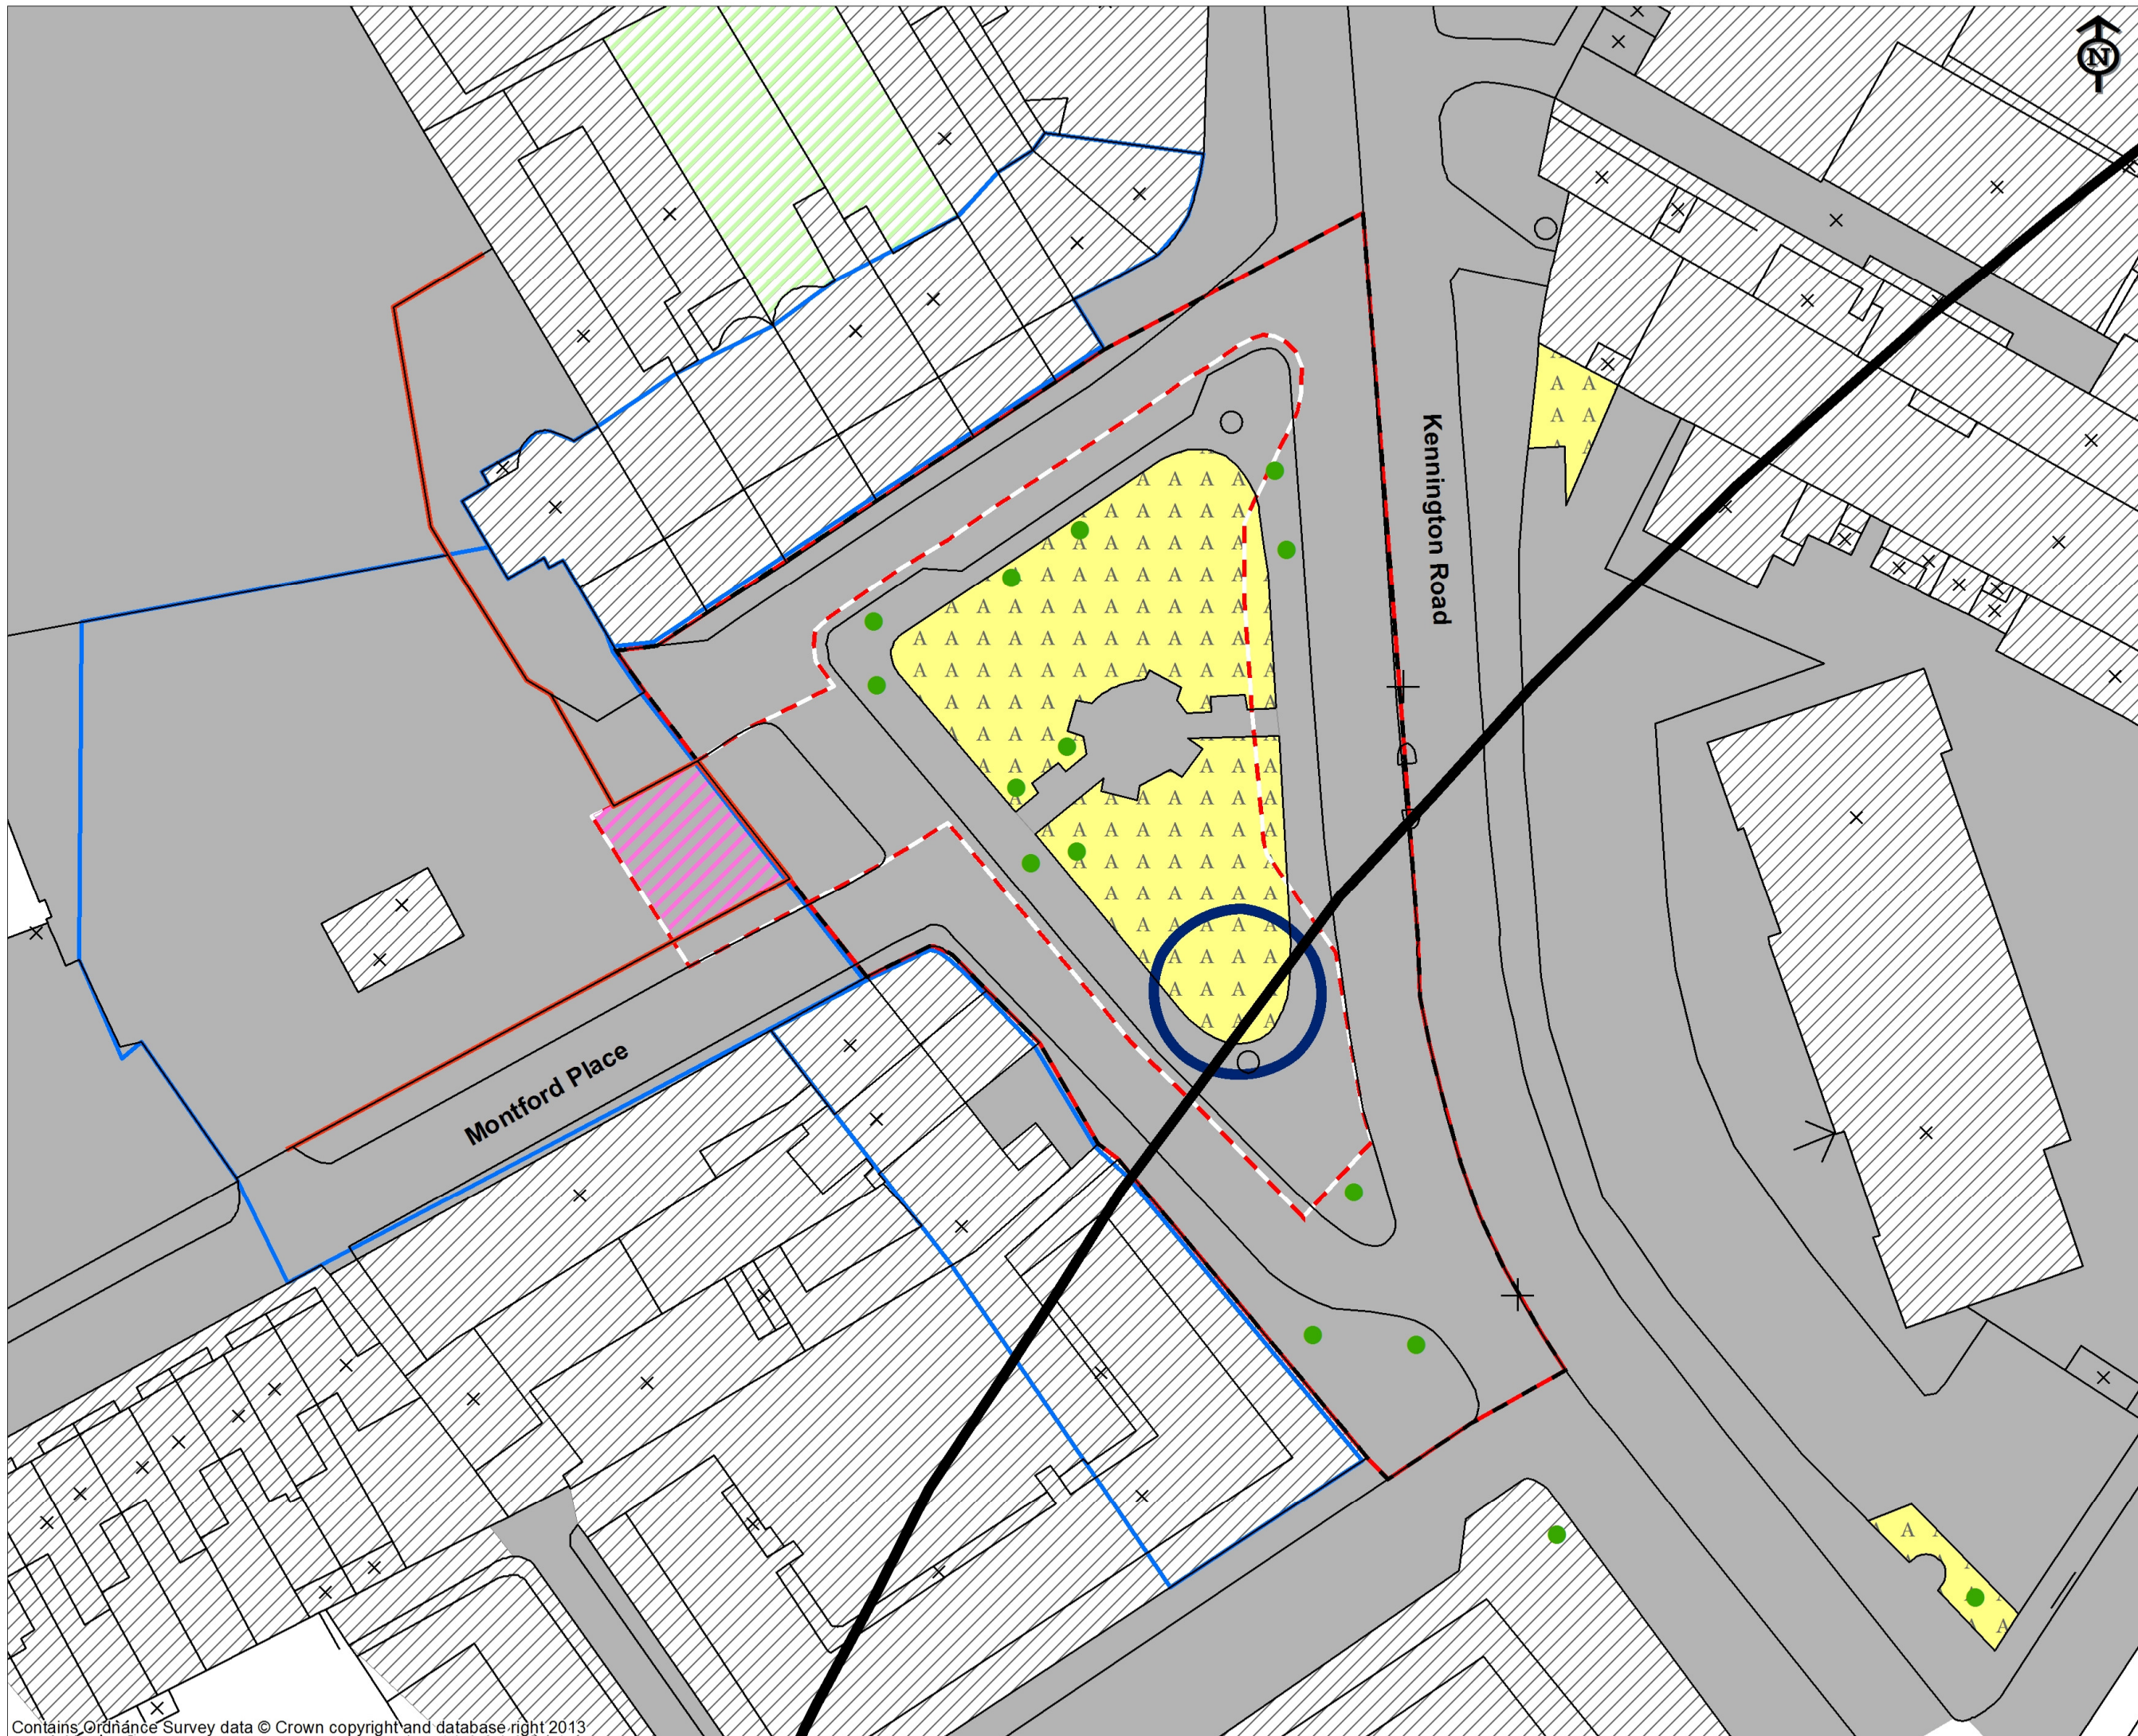 N
Kennington Road
Montford Place
Contains Ordnance Survey data © Crown copyright and database right 2013